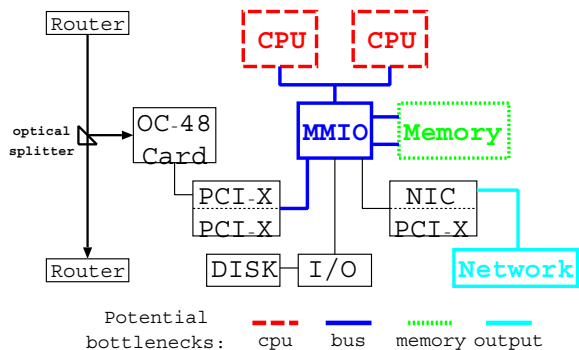 Router
CPU
CPU
optical
splitter
OC-48
Card
MMIO
Memory
PCI-X
PCI-X
NIC
PCI-X
Router
DISK
I/O
Network
Potential
bottlenecks:
cpu
bus
memory
output